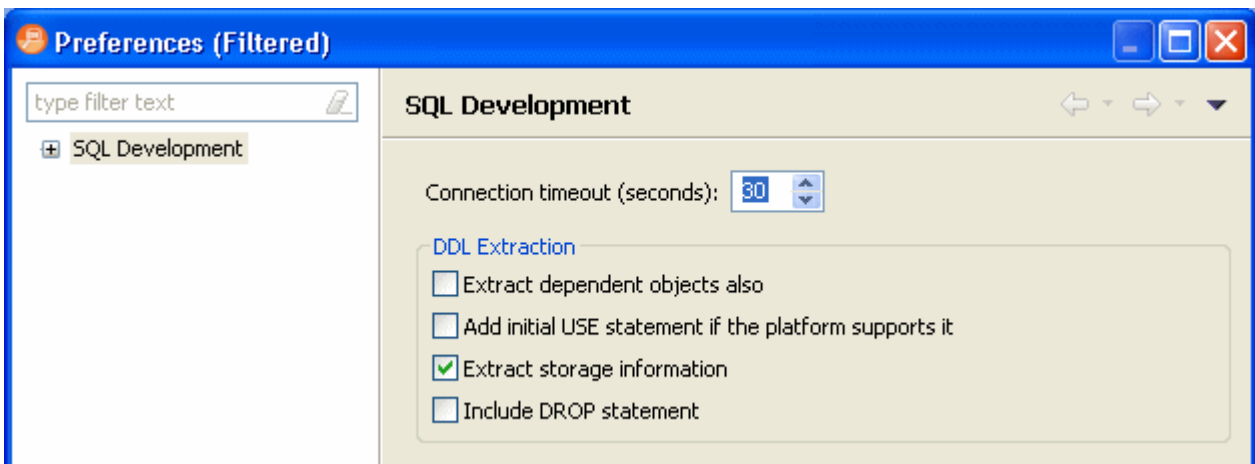 Preferences (Filtered)
type filter text
SQL Development
SQL Development
Connection timeout (seconds): 30
DDL Extraction
Extract dependent objects also
Add initial USE statement if the platform supports it
Extract storage information
Include DROP statement